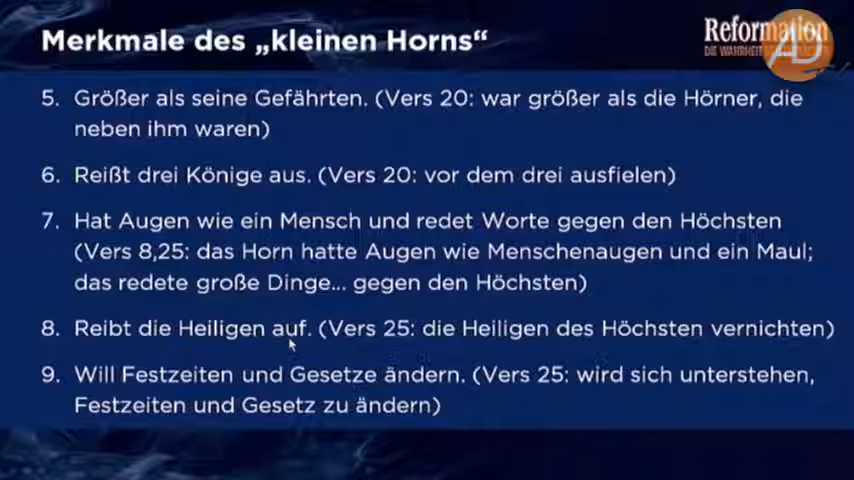 Merkmale des „kleinen Horns“
Reformation
DIE WAHRHEIT
5. Größer als seine Gefährten. (Vers 20: war größer als die Hörner, die
neben ihm waren)
6. Reißt drei Könige aus. (Vers 20: vor dem drei ausfielen)
7. Hat Augen wie ein Mensch und redet Worte gegen den Höchsten
(Vers 8,25: das Horn hatte Augen wie Menschenaugen und ein Maul;
das redete große Dinge... gegen den Höchsten)
8. Reibt die Heiligen auf. (Vers 25: die Heiligen des Höchsten vernichten)
9. Will Festzeiten und Gesetze ändern. (Vers 25: wird sich unterstehen,
Festzeiten und Gesetz zu ändern)